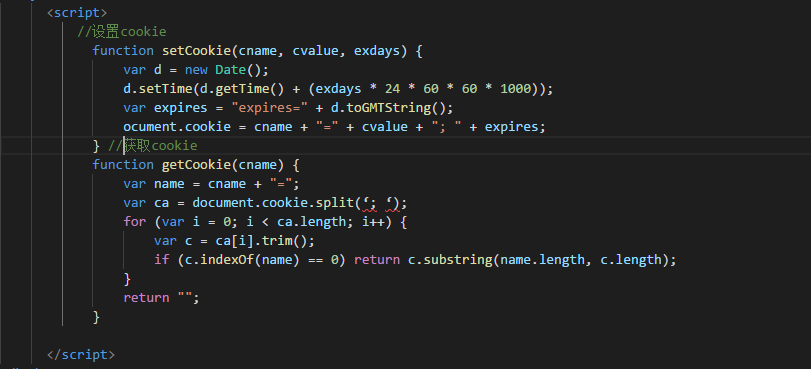 <script>
//设置cookie
function setCookie(cname, cvalue, exdays) {
var d = new Date();
d.setTime(d.getTime() + (exdays * 24 * 60 * 60 * 1000));
var expires = "expires=" + d.toGMTString();
ocument.cookie = cname + "=" + cvalue + "; " + expires;
} //获取cookie
function getCookie(cname) {
var name = cname + "=";
var ca = document.cookie.split(‘; ‘);
for (var i = 0; i < ca.length; i++) {
var c = ca[i].trim();
if (c.indexOf(name) == 0) return c.substring(name.length, c.length);
}
return "";
}
</script>